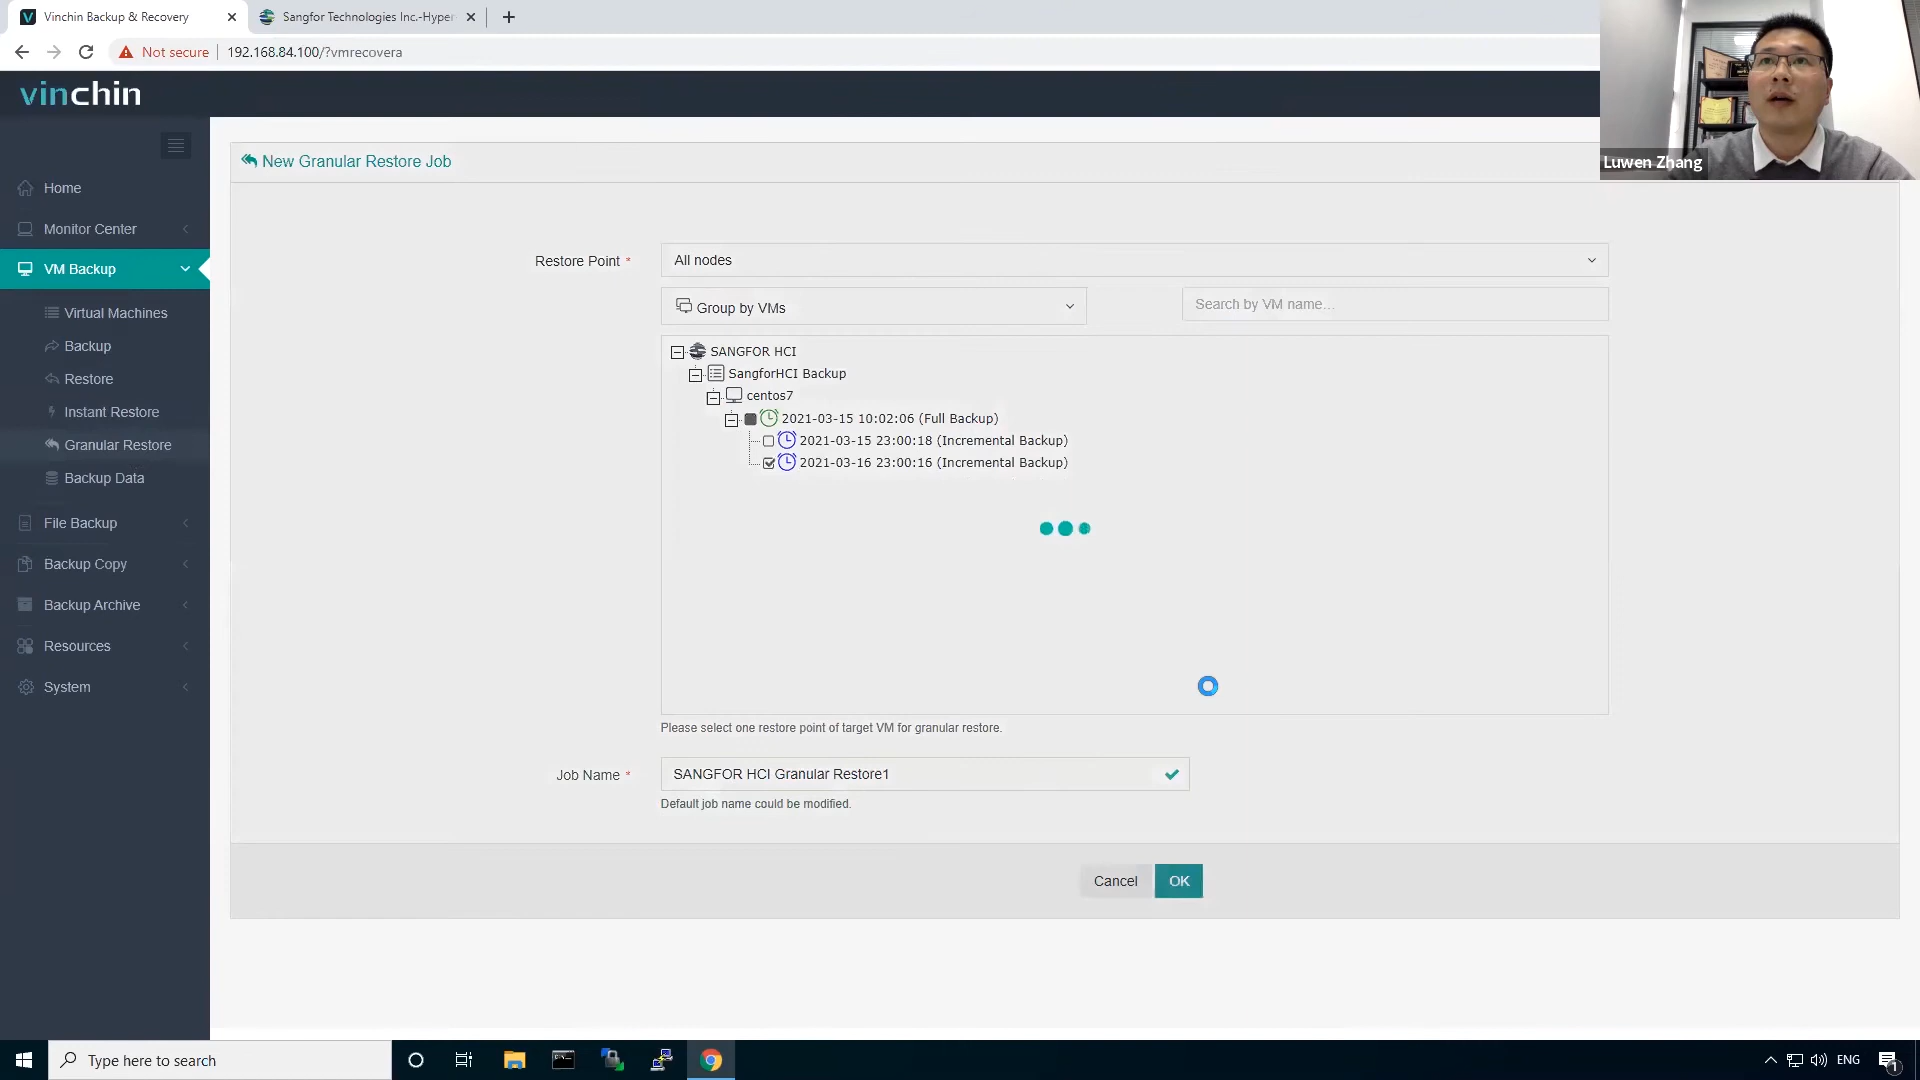 Vinchin Backup & Recovery
Sangfor Technologies Inc.-Hyper
Not secure
192.168.84.100/?vmrecovera
vinchin
Luwen Zhang
New Granular Restore Job
Home
Monitor Center
VM Backup
Virtual Machines
Backup
Restore
Instant Restore
Granular Restore
Backup Data
File Backup
Backup Copy
Backup Archive
Resources
System
Restore Point *
All nodes
Group by VMs
Search by VM name...
SANGFOR HCI
SangforHCI Backup
centos7
2021-03-15 10:02:06 (Full Backup)
2021-03-15 23:00:18 (Incremental Backup)
2021-03-16 23:00:16 (Incremental Backup)
Please select one restore point of target VM for granular restore.
Job Name *
SANGFOR HCI Granular Restore1
Default job name could be modified.
Cancel
OK
Type here to search
ENG
1